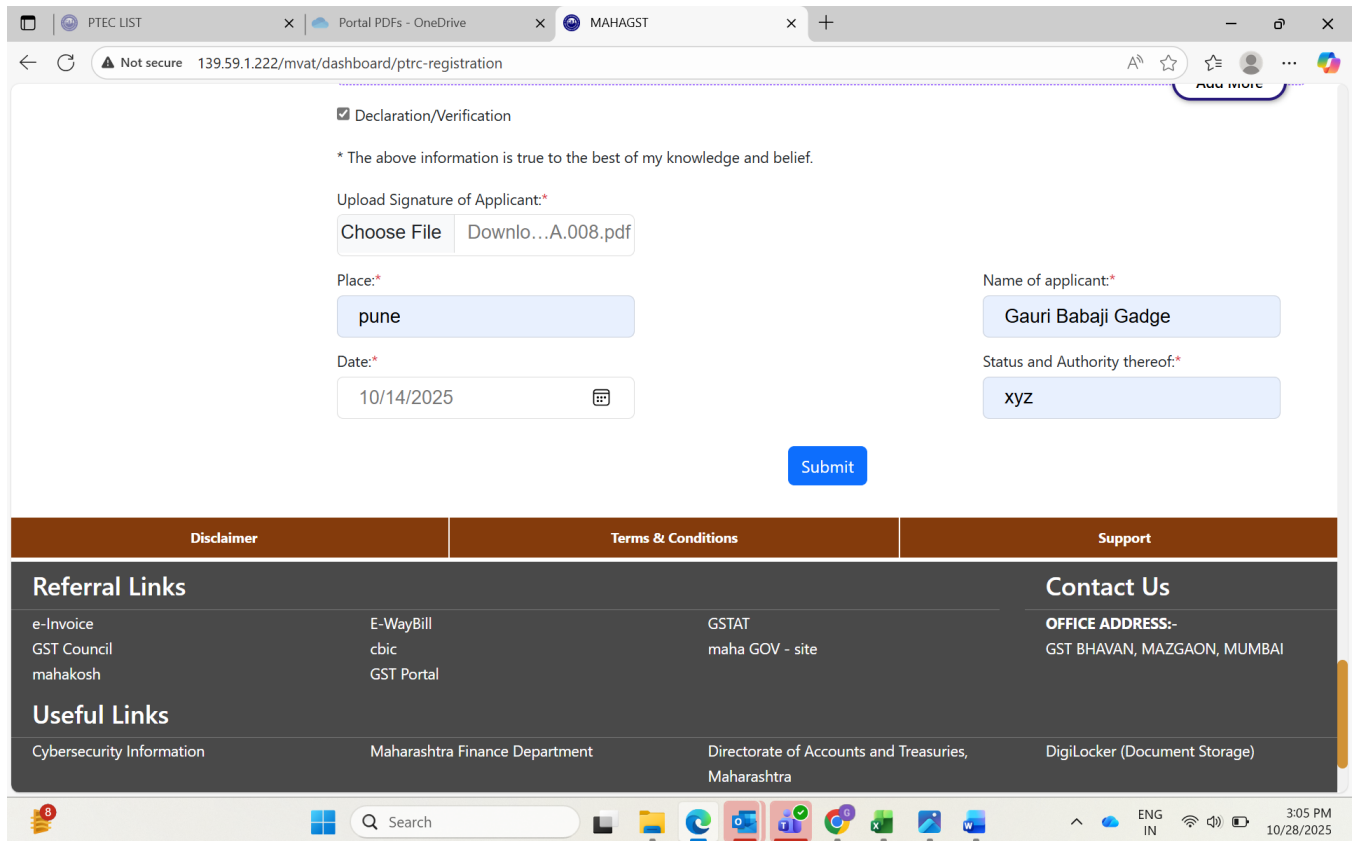 PTEC LIST
Portal PDFs - OneDrive
MAHAGST
Not secure 139.59.1.222/mvat/dashboard/ptrc-registration
Add More
Declaration/Verification
* The above information is true to the best of my knowledge and belief.
Upload Signature of Applicant:*
Choose File Downlo…A.008.pdf
Place:* Name of applicant:*
pune Gauri Babaji Gadge
Date:* Status and Authority thereof:*
10/14/2025 xyz
Submit
Disclaimer Terms & Conditions Support
Referral Links Contact Us
e-Invoice E-WayBill GSTAT OFFICE ADDRESS:-
GST Council cbic maha GOV - site GST BHAVAN, MAZGAON, MUMBAI
mahakosh GST Portal
Useful Links
Cybersecurity Information Maharashtra Finance Department Directorate of Accounts and Treasuries, DigiLocker (Document Storage)
Maharashtra
8 Search ENG 3:05 PM
IN 10/28/2025